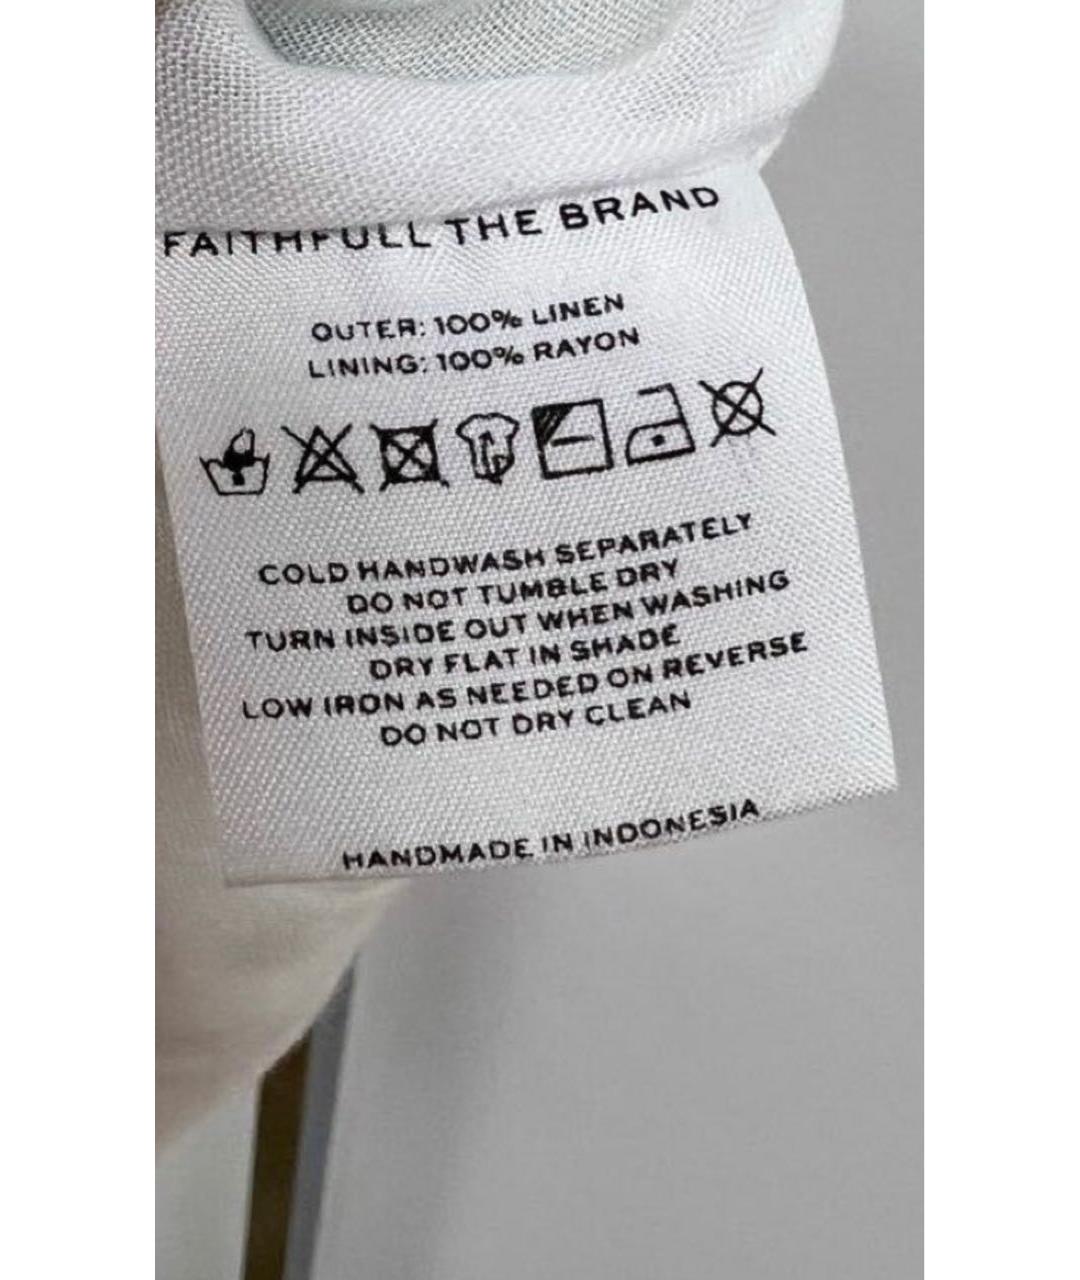 FAITHFULL THE BRAND
OUTER: 100% LINEN
LINING: 100% RAYON
COLD HANDWASH SEPARATELY
DO NOT TUMBLE DRY
TURN INSIDE OUT WHEN WASHING
DRY FLAT IN SHADE
LOW IRON AS NEEDED ON REVERSE
DO NOT DRY CLEAN
HANDMADE IN INDONESIA